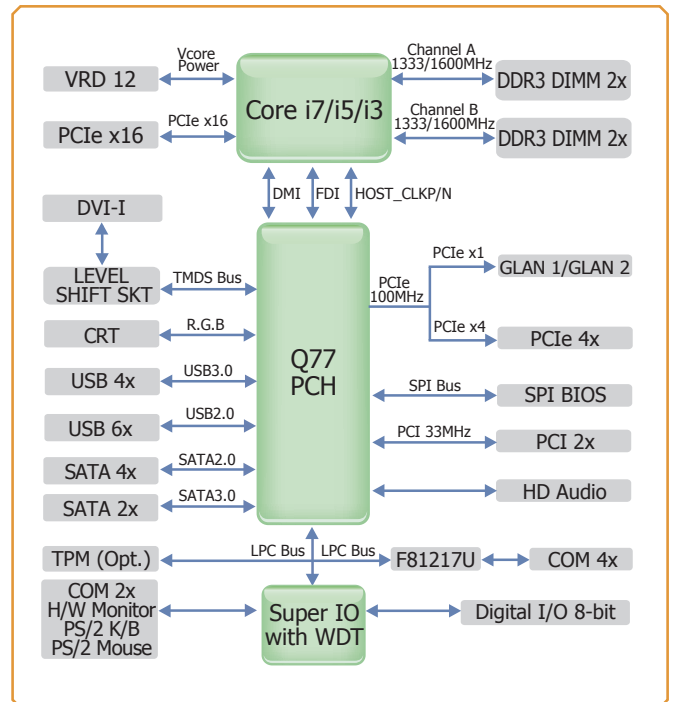 VRD 12
Vcore
Power
Core i7/i5/i3
Channel A
1333/1600MHz
DDR3 DIMM 2x
PCIe x16
PCIe x16
Channel B
1333/1600MHz
DDR3 DIMM 2x
DMI
FDI
HOST_CLKP/N
DVI-I
LEVEL
SHIFT SKT
TMDS Bus
CRT
R.G.B
USB 4x
USB3.0
USB 6x
USB2.0
SATA 4x
SATA2.0
SATA 2x
SATA3.0
Q77
PCH
PCIe
100MHz
PCIe x1
GLAN 1/GLAN 2
PCIe x4
PCIe 4x
SPI Bus
SPI BIOS
PCI 33MHz
PCI 2x
HD Audio
TPM (Opt.)
LPC Bus
LPC Bus
F81217U
COM 4x
COM 2x
H/W Monitor
PS/2 K/B
PS/2 Mouse
Super IO
with WDT
Digital I/O 8-bit